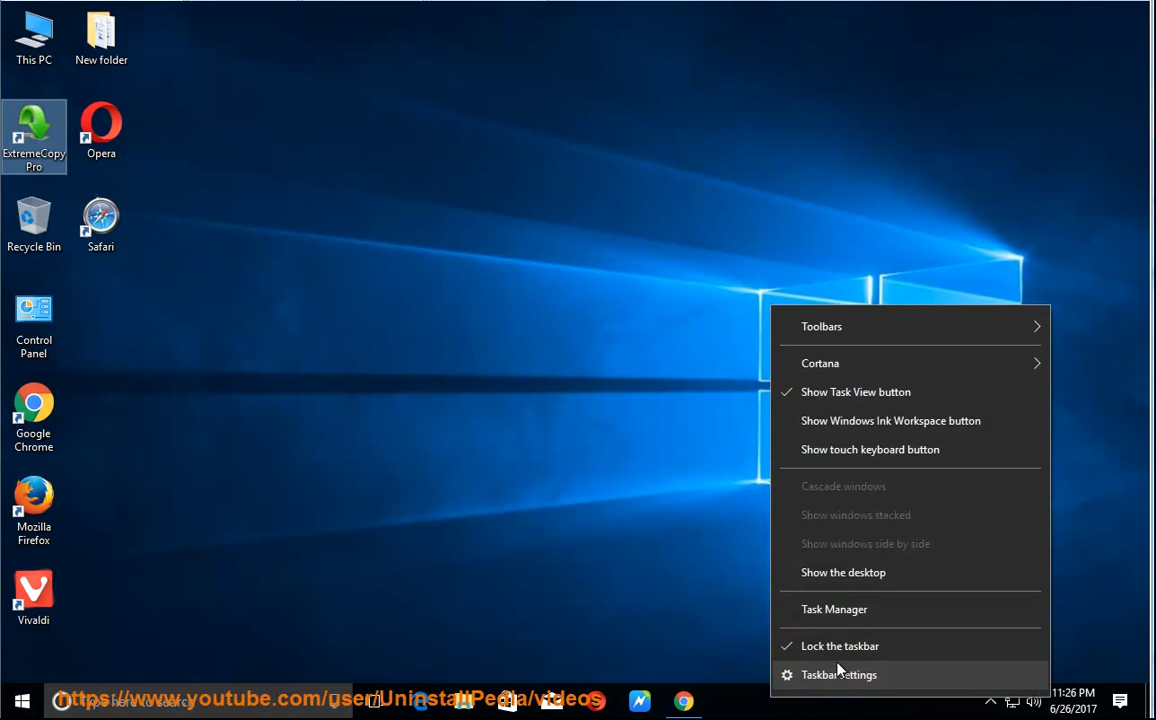 This PC
New folder
ExtremeCopy
Pro
Opera
Recycle Bin
Safari
Control
Panel
Google
Chrome
Mozilla
Firefox
Vivaldi
Toolbars
Cortana
Show Task View button
Show Windows Ink Workspace button
Show touch keyboard button
Cascade windows
Show windows stacked
Show windows side by side
Show the desktop
Task Manager
Lock the taskbar
Taskbar settings
https://www.youtube.com/user/UninstallPedia/videos
11:26 PM
6/26/2017